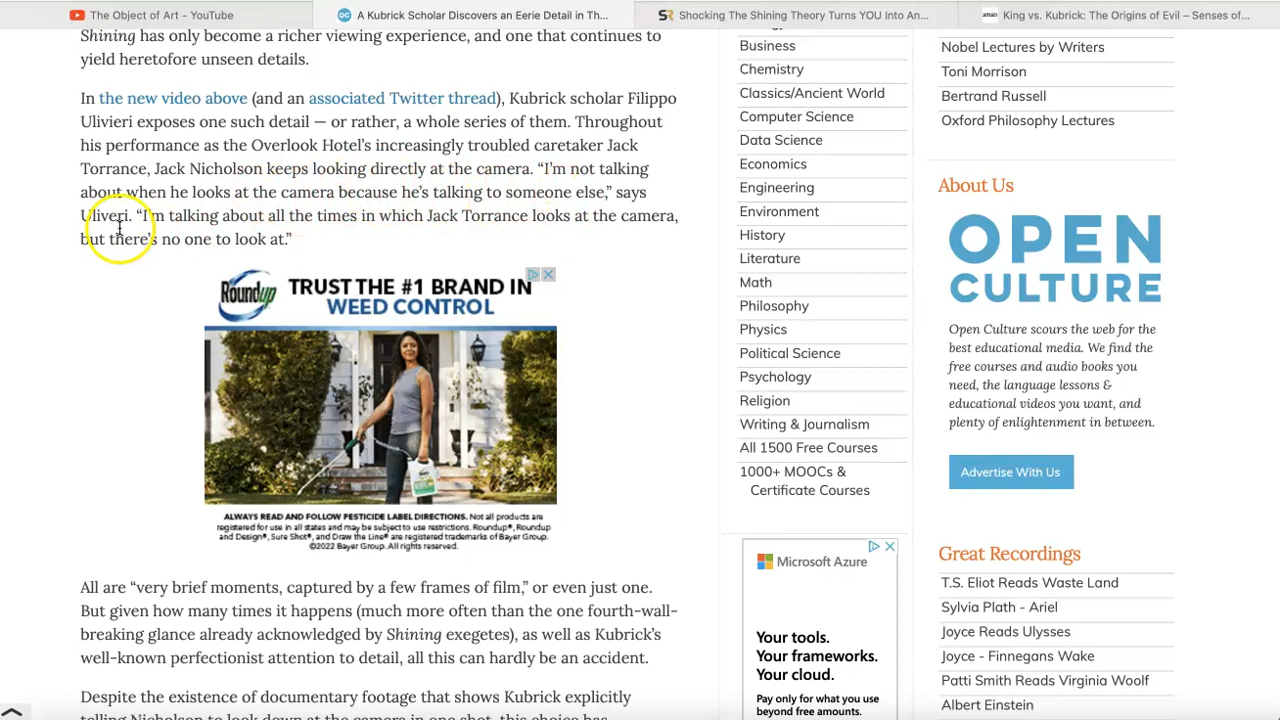 The Object of Art - YouTube
A Kubrick Scholar Discovers an Eerie Detail in Th...
Shocking The Shining Theory Turns YOU Into An...
King vs. Kubrick: The Origins of Evil – Senses of...
Shining has only become a richer viewing experience, and one that continues to
yield heretofore unseen details.
In the new video above (and an associated Twitter thread), Kubrick scholar Filippo
Ulivieri exposes one such detail — or rather, a whole series of them. Throughout
his performance as the Overlook Hotel’s increasingly troubled caretaker Jack
Torrance, Jack Nicholson keeps looking directly at the camera. “I’m not talking
about when he looks at the camera because he’s talking to someone else,” says
Uliveri. “I’m talking about all the times in which Jack Torrance looks at the camera,
but there’s no one to look at.”
Roundup
TRUST THE #1 BRAND IN
WEED CONTROL
ALWAYS READ AND FOLLOW PESTICIDE LABEL DIRECTIONS. Not all products are
registered for use in all states and may be subject to use restrictions. Roundup®, Roundup
and Design®, Sure Shot®, and Draw the Line® are registered trademarks of Bayer Group.
©2022 Bayer Group. All rights reserved.
All are “very brief moments, captured by a few frames of film,” or even just one.
But given how many times it happens (much more often than the one fourth-wall-
breaking glance already acknowledged by Shining exegetes), as well as Kubrick’s
well-known perfectionist attention to detail, all this can hardly be an accident.
Despite the existence of documentary footage that shows Kubrick explicitly
telling Nicholson to look down at the camera in one shot, this choice has
Business
Chemistry
Classics/Ancient World
Computer Science
Data Science
Economics
Engineering
Environment
History
Literature
Math
Philosophy
Physics
Political Science
Psychology
Religion
Writing & Journalism
All 1500 Free Courses
1000+ MOOCs &
Certificate Courses
Microsoft Azure
Your tools.
Your frameworks.
Your cloud.
Pay only for what you use
beyond free amounts.
Nobel Lectures by Writers
Toni Morrison
Bertrand Russell
Oxford Philosophy Lectures
About Us
OPEN
CULTURE
Open Culture scours the web for the
best educational media. We find the
free courses and audio books you
need, the language lessons &
educational videos you want, and
plenty of enlightenment in between.
Advertise With Us
Great Recordings
T.S. Eliot Reads Waste Land
Sylvia Plath - Ariel
Joyce Reads Ulysses
Joyce - Finnegans Wake
Patti Smith Reads Virginia Woolf
Albert Einstein